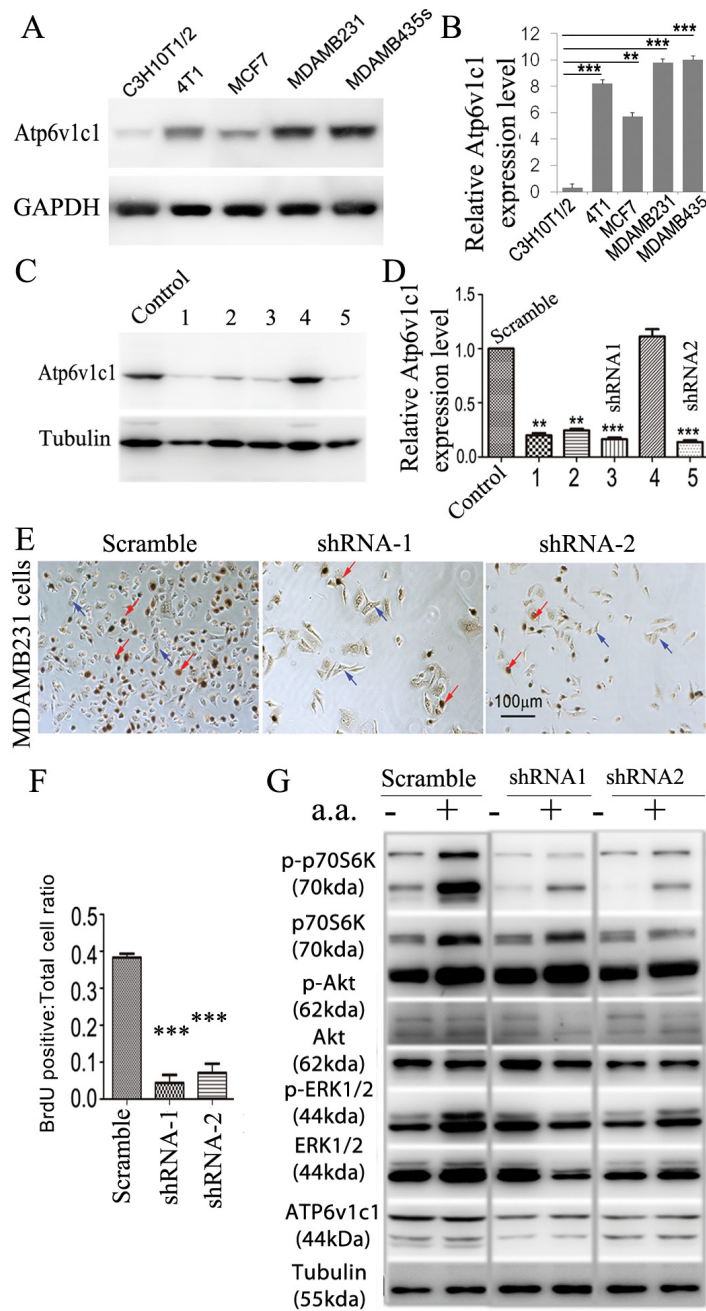 A
C3H10T1/2
4T1
MCF7
MDAMB231
MDAMB435s
Atp6v1c1
GAPDH
B
Relative Atp6v1c1
expression level
12
10
8
6
4
2
0
***
**
***
***
C3H10T1/2
4T1
MCF7
MDAMB231
MDAMB435s
C
Control
1 2 3 4 5
Atp6v1c1
Tubulin
D
Relative Atp6v1c1
expression level
1.5
1.0
0.5
0.0
Scramble
**
**
***
shRNA1
shRNA2
***
Control
1 2 3 4 5
E
Scramble shRNA-1 shRNA-2
MDAMB231 cells
100μm
F
BrdU positive:Total cell ratio
0.5
0.4
0.3
0.2
0.1
0.0
***
***
Scramble
shRNA-1
shRNA-2
G
Scramble shRNA1 shRNA2
a.a. - + - + - +
p-p70S6K
(70kda)
p70S6K
(70kda)
p-Akt
(62kda)
Akt
(62kda)
p-ERK1/2
(44kda)
ERK1/2
(44kda)
ATP6v1c1
(44kDa)
Tubulin
(55kda)